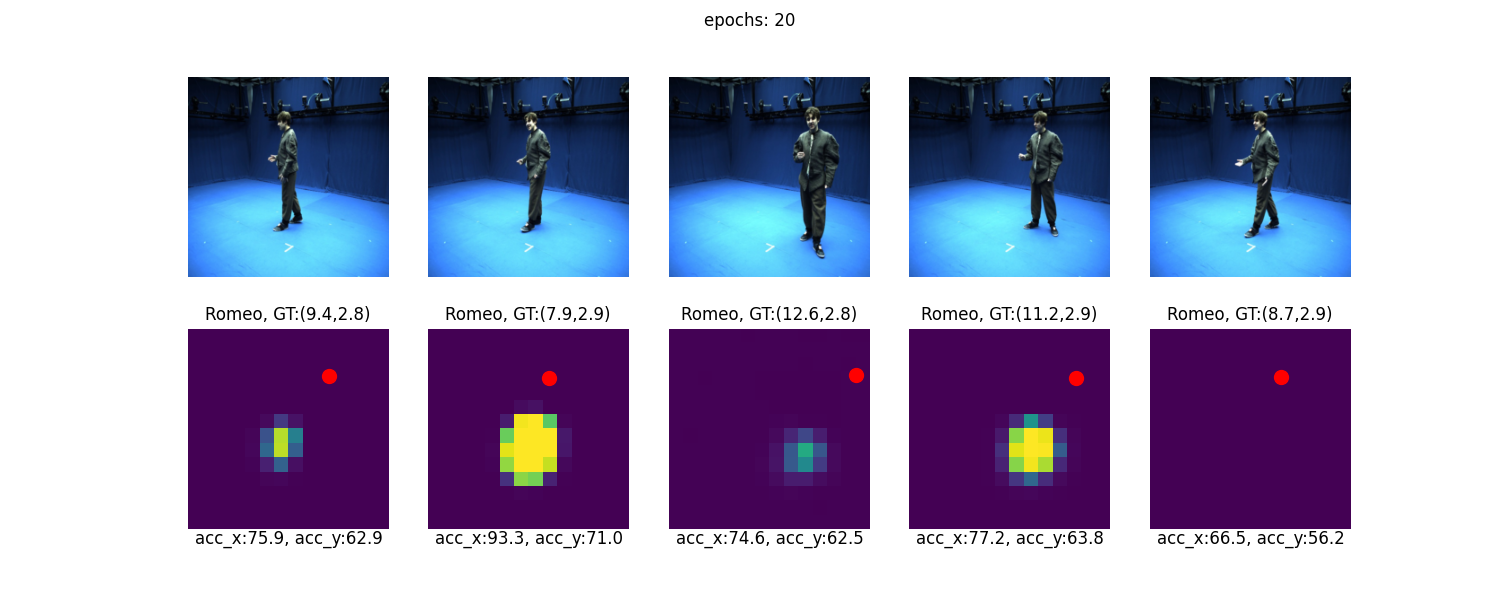 epochs: 20
Romeo, GT:(9.4,2.8)
Romeo, GT:(7.9,2.9)
Romeo, GT:(12.6,2.8)
Romeo, GT:(11.2,2.9)
Romeo, GT:(8.7,2.9)
acc_x:75.9, acc_y:62.9
acc_x:93.3, acc_y:71.0
acc_x:74.6, acc_y:62.5
acc_x:77.2, acc_y:63.8
acc_x:66.5, acc_y:56.2